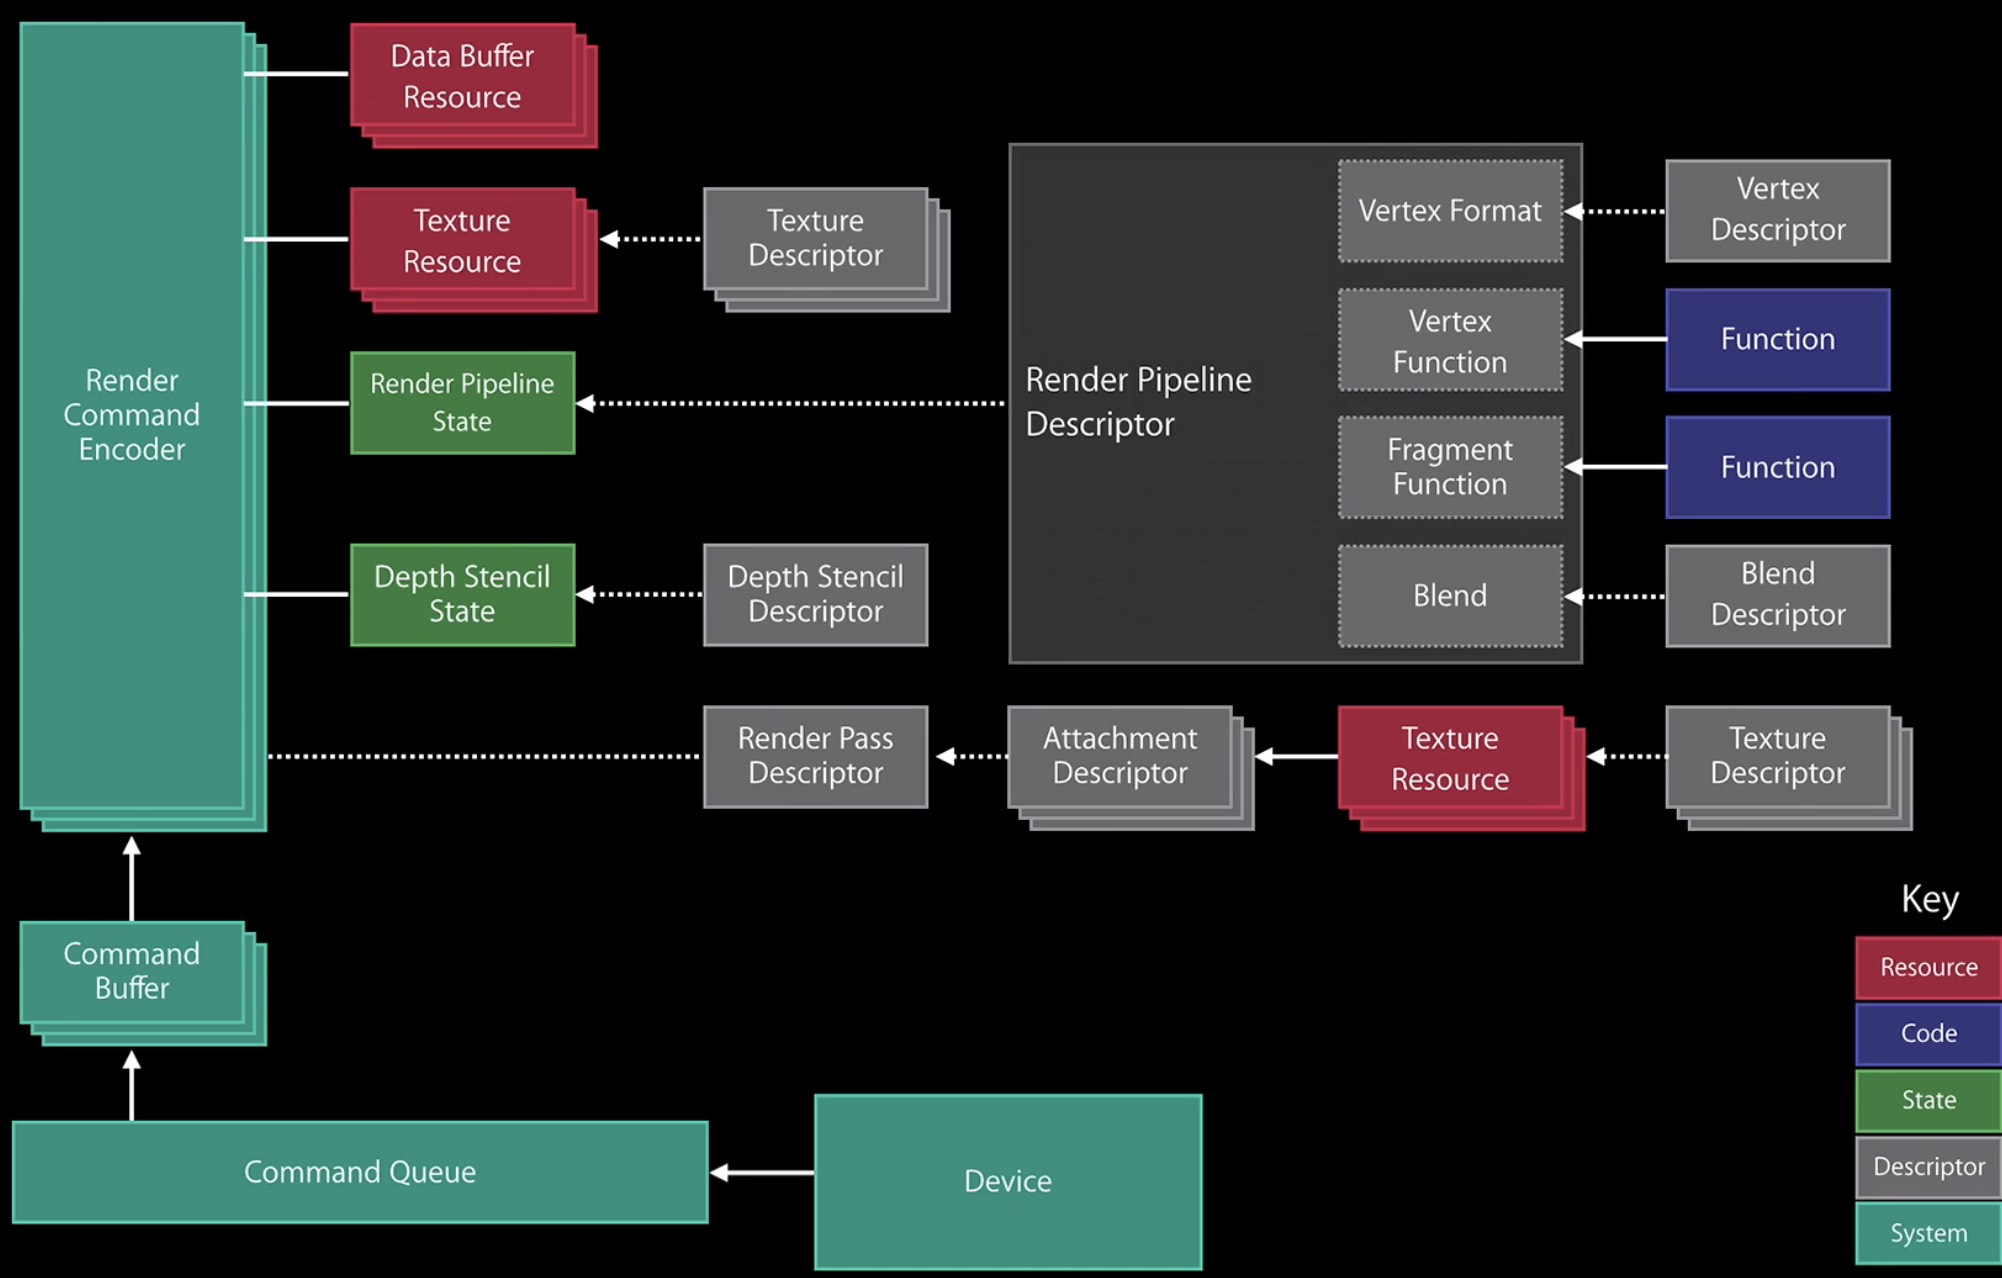 Data Buffer
Resource
Texture
Resource
Texture
Descriptor
Render
Command
Encoder
Render Pipeline
State
Depth Stencil
State
Depth Stencil
Descriptor
Render Pipeline
Descriptor
Vertex Format
Vertex
Descriptor
Vertex
Function
Function
Fragment
Function
Function
Blend
Blend
Descriptor
Render Pass
Descriptor
Attachment
Descriptor
Texture
Resource
Texture
Descriptor
Command
Buffer
Command Queue
Device
Key
Resource
Code
State
Descriptor
System